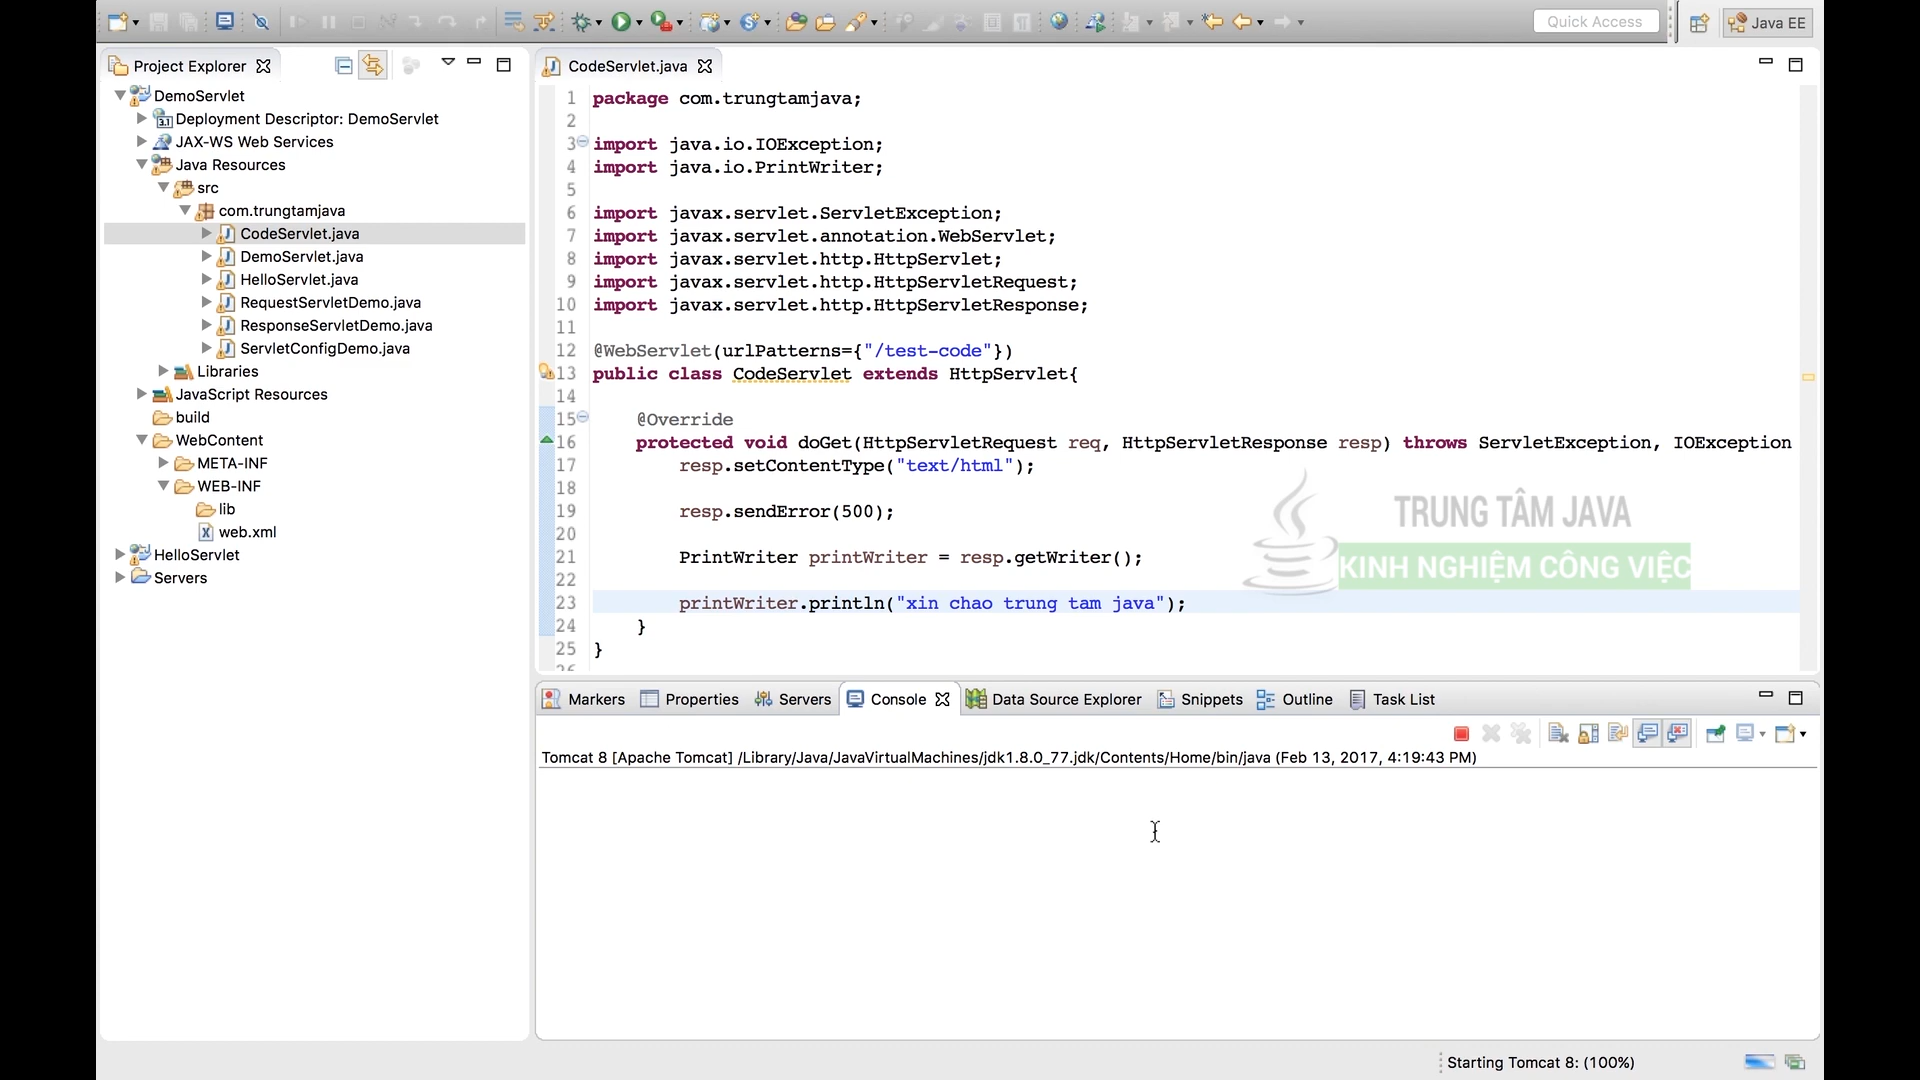 Quick Access
Java EE
Project Explorer
DemoServlet
Deployment Descriptor: DemoServlet
JAX-WS Web Services
Java Resources
src
com.trungtamjava
CodeServlet.java
DemoServlet.java
HelloServlet.java
RequestServletDemo.java
ResponseServletDemo.java
ServletConfigDemo.java
Libraries
JavaScript Resources
build
WebContent
META-INF
WEB-INF
lib
web.xml
HelloServlet
Servers
CodeServlet.java
1 package com.trungtamjava;
2
3 import java.io.IOException;
4 import java.io.PrintWriter;
5
6 import javax.servlet.ServletException;
7 import javax.servlet.annotation.WebServlet;
8 import javax.servlet.http.HttpServlet;
9 import javax.servlet.http.HttpServletRequest;
10 import javax.servlet.http.HttpServletResponse;
11
12 @WebServlet(urlPatterns={"/test-code"})
13 public class CodeServlet extends HttpServlet{
14
15 @Override
16 protected void doGet(HttpServletRequest req, HttpServletResponse resp) throws ServletException, IOException
17 resp.setContentType("text/html");
18
19 resp.sendError(500);
20
21 PrintWriter printWriter = resp.getWriter();
22
23 printWriter.println("xin chao trung tam java");
24 }
25 }
26
TRUNG TÂM JAVA
KINH NGHIỆM CÔNG VIỆC
Markers Properties Servers Console Data Source Explorer Snippets Outline Task List
Tomcat 8 [Apache Tomcat] /Library/Java/JavaVirtualMachines/jdk1.8.0_77.jdk/Contents/Home/bin/java (Feb 13, 2017, 4:19:43 PM)
Starting Tomcat 8: (100%)